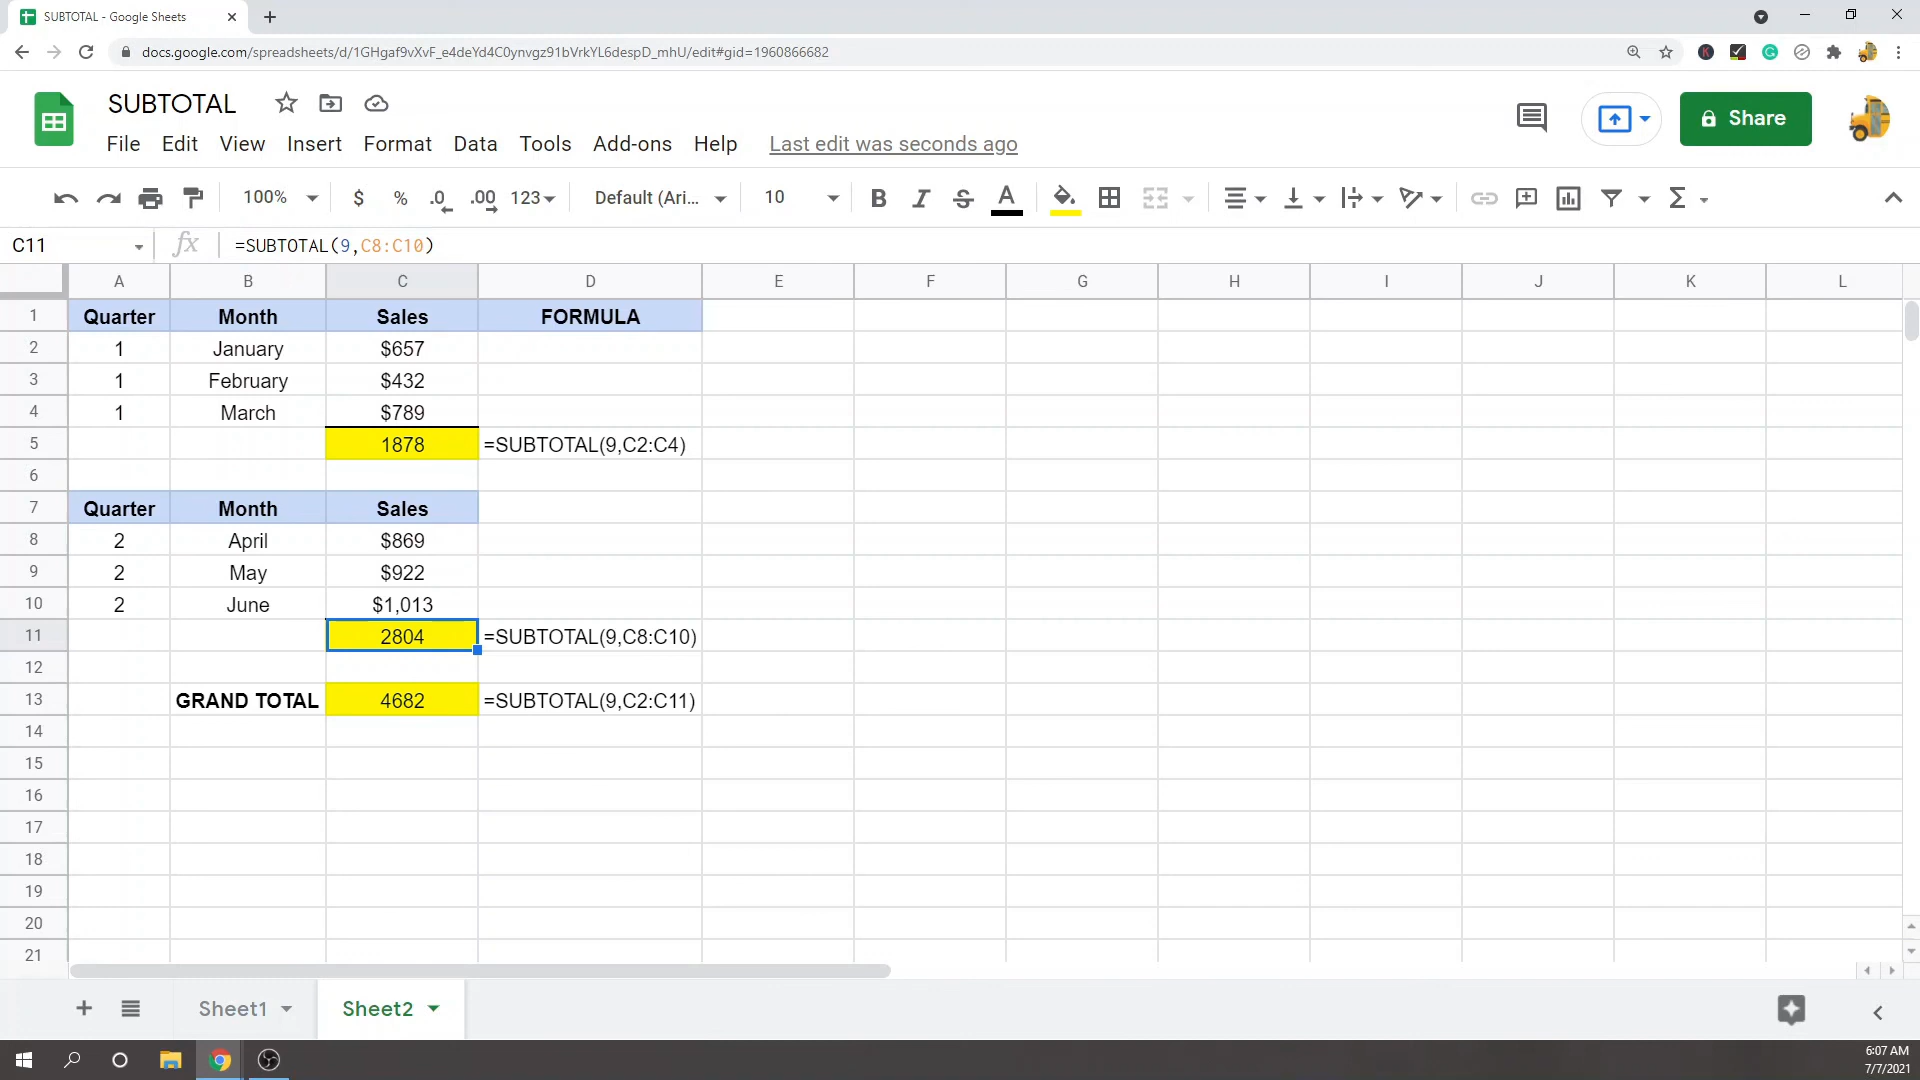 SUBTOTAL - Google Sheets
docs.google.com/spreadsheets/d/1GHgaf9vXvF_e4deYd4C0ynvgz91bVrkYL6despD_mhU/edit#gid=1960866682
SUBTOTAL
Share
File Edit View Insert Format Data Tools Add-ons Help Last edit was seconds ago
100% $ % .0 .00 123 Default (Ari... 10 B I S A Σ
C11 fx =SUBTOTAL(9,C8:C10)
A B C D E F G H I J K L
1 Quarter Month Sales FORMULA
2 1 January $657
3 1 February $432
4 1 March $789
5 1878 =SUBTOTAL(9,C2:C4)
6
7 Quarter Month Sales
8 2 April $869
9 2 May $922
10 2 June $1,013
11 2804 =SUBTOTAL(9,C8:C10)
12
13 GRAND TOTAL 4682 =SUBTOTAL(9,C2:C11)
14
15
16
17
18
19
20
21
Sheet1 Sheet2
6:07 AM
7/7/2021